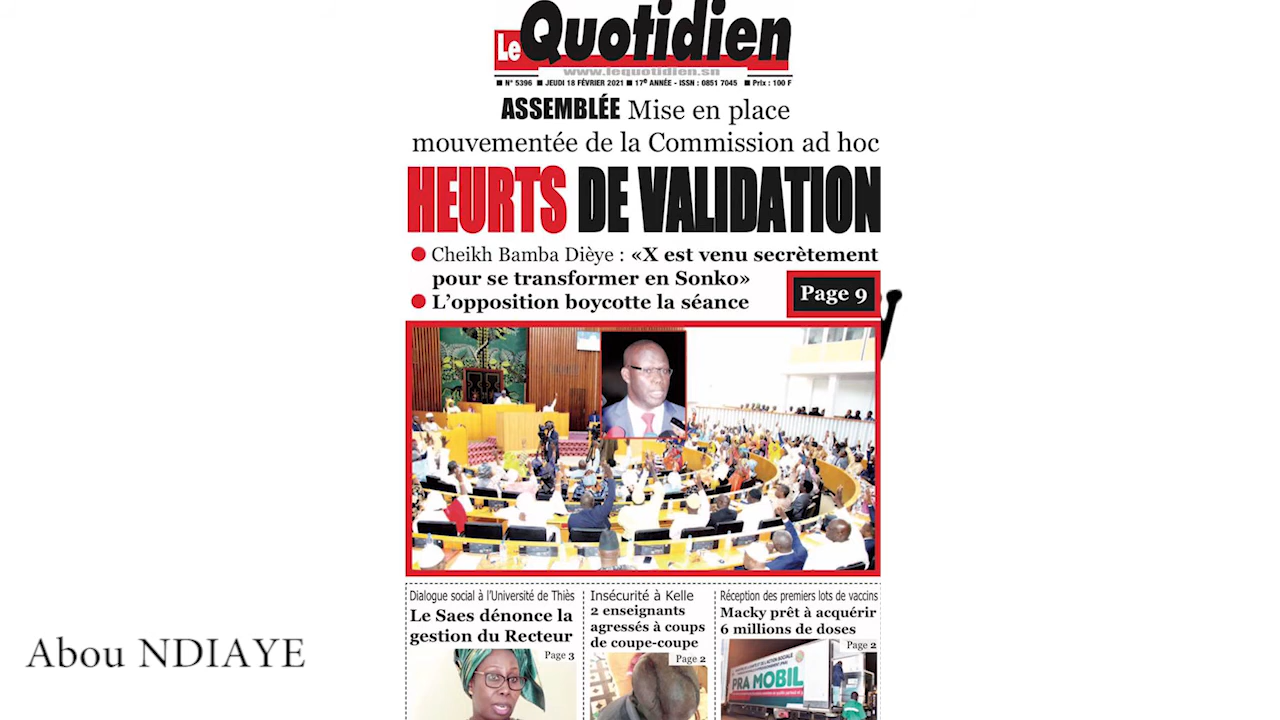 Le Quotidien
www.lequotidien.sn
■ N° 5396 ■ JEUDI 18 FÉVRIER 2021 ■ 17e ANNÉE - ISSN : 0851 7045 ■ Prix : 100 F
ASSEMBLÉE Mise en place
mouvementée de la Commission ad hoc
HEURTS DE VALIDATION
● Cheikh Bamba Dièye : «X est venu secrètement
pour se transformer en Sonko»
● L'opposition boycotte la séance
Page 9
Dialogue social à l'Université de Thiès
Le Saes dénonce la
gestion du Recteur
Page 3
Insécurité à Kelle
2 enseignants
agressés à coups
de coupe-coupe
Page 2
Réception des premiers lots de vaccins
Macky prêt à acquérir
6 millions de doses
Page 2
PRA MOBIL
Abou NDIAYE